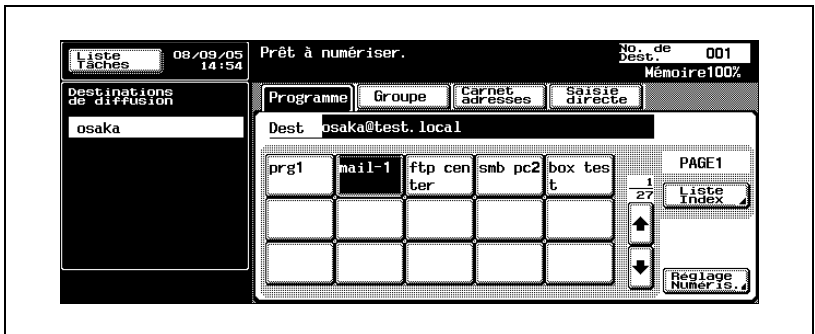 Liste
Tâches
08/09/05
14:54
Prêt à numériser.
No. de
Dest.
001
Mémoire100%
Destinations
de diffusion
osaka
Programme
Groupe
Carnet
adresses
Saisie
directe
Dest osaka@test.local
prg1
mail-1
ftp cen
ter
smb pc2
box tes
t
1
27
PAGE1
Liste
Index
Réglage
Numéris.